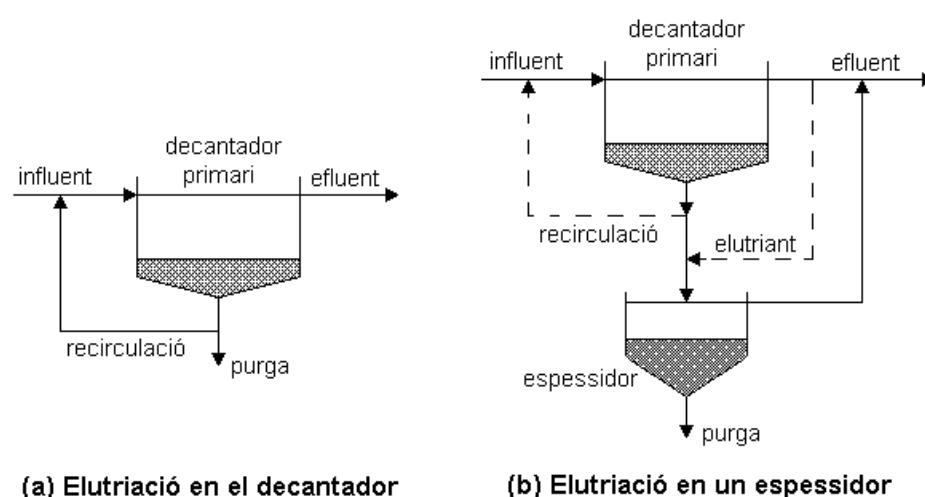 decantador
primari
influent
efluent
recirculació
purga
(a) Elutriació en el decantador
decantador
primari
influent
efluent
recirculació
elutriant
espessidor
purga
(b) Elutriació en un espessidor